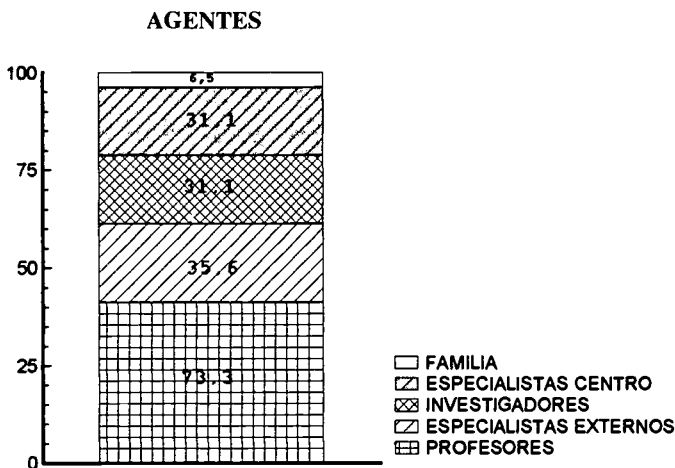 AGENTES
100
75
50
25
0
6,5
31,1
31,1
35,6
73,3
FAMILIA
ESPECIALISTAS CENTRO
INVESTIGADORES
ESPECIALISTAS EXTERNOS
PROFESORES